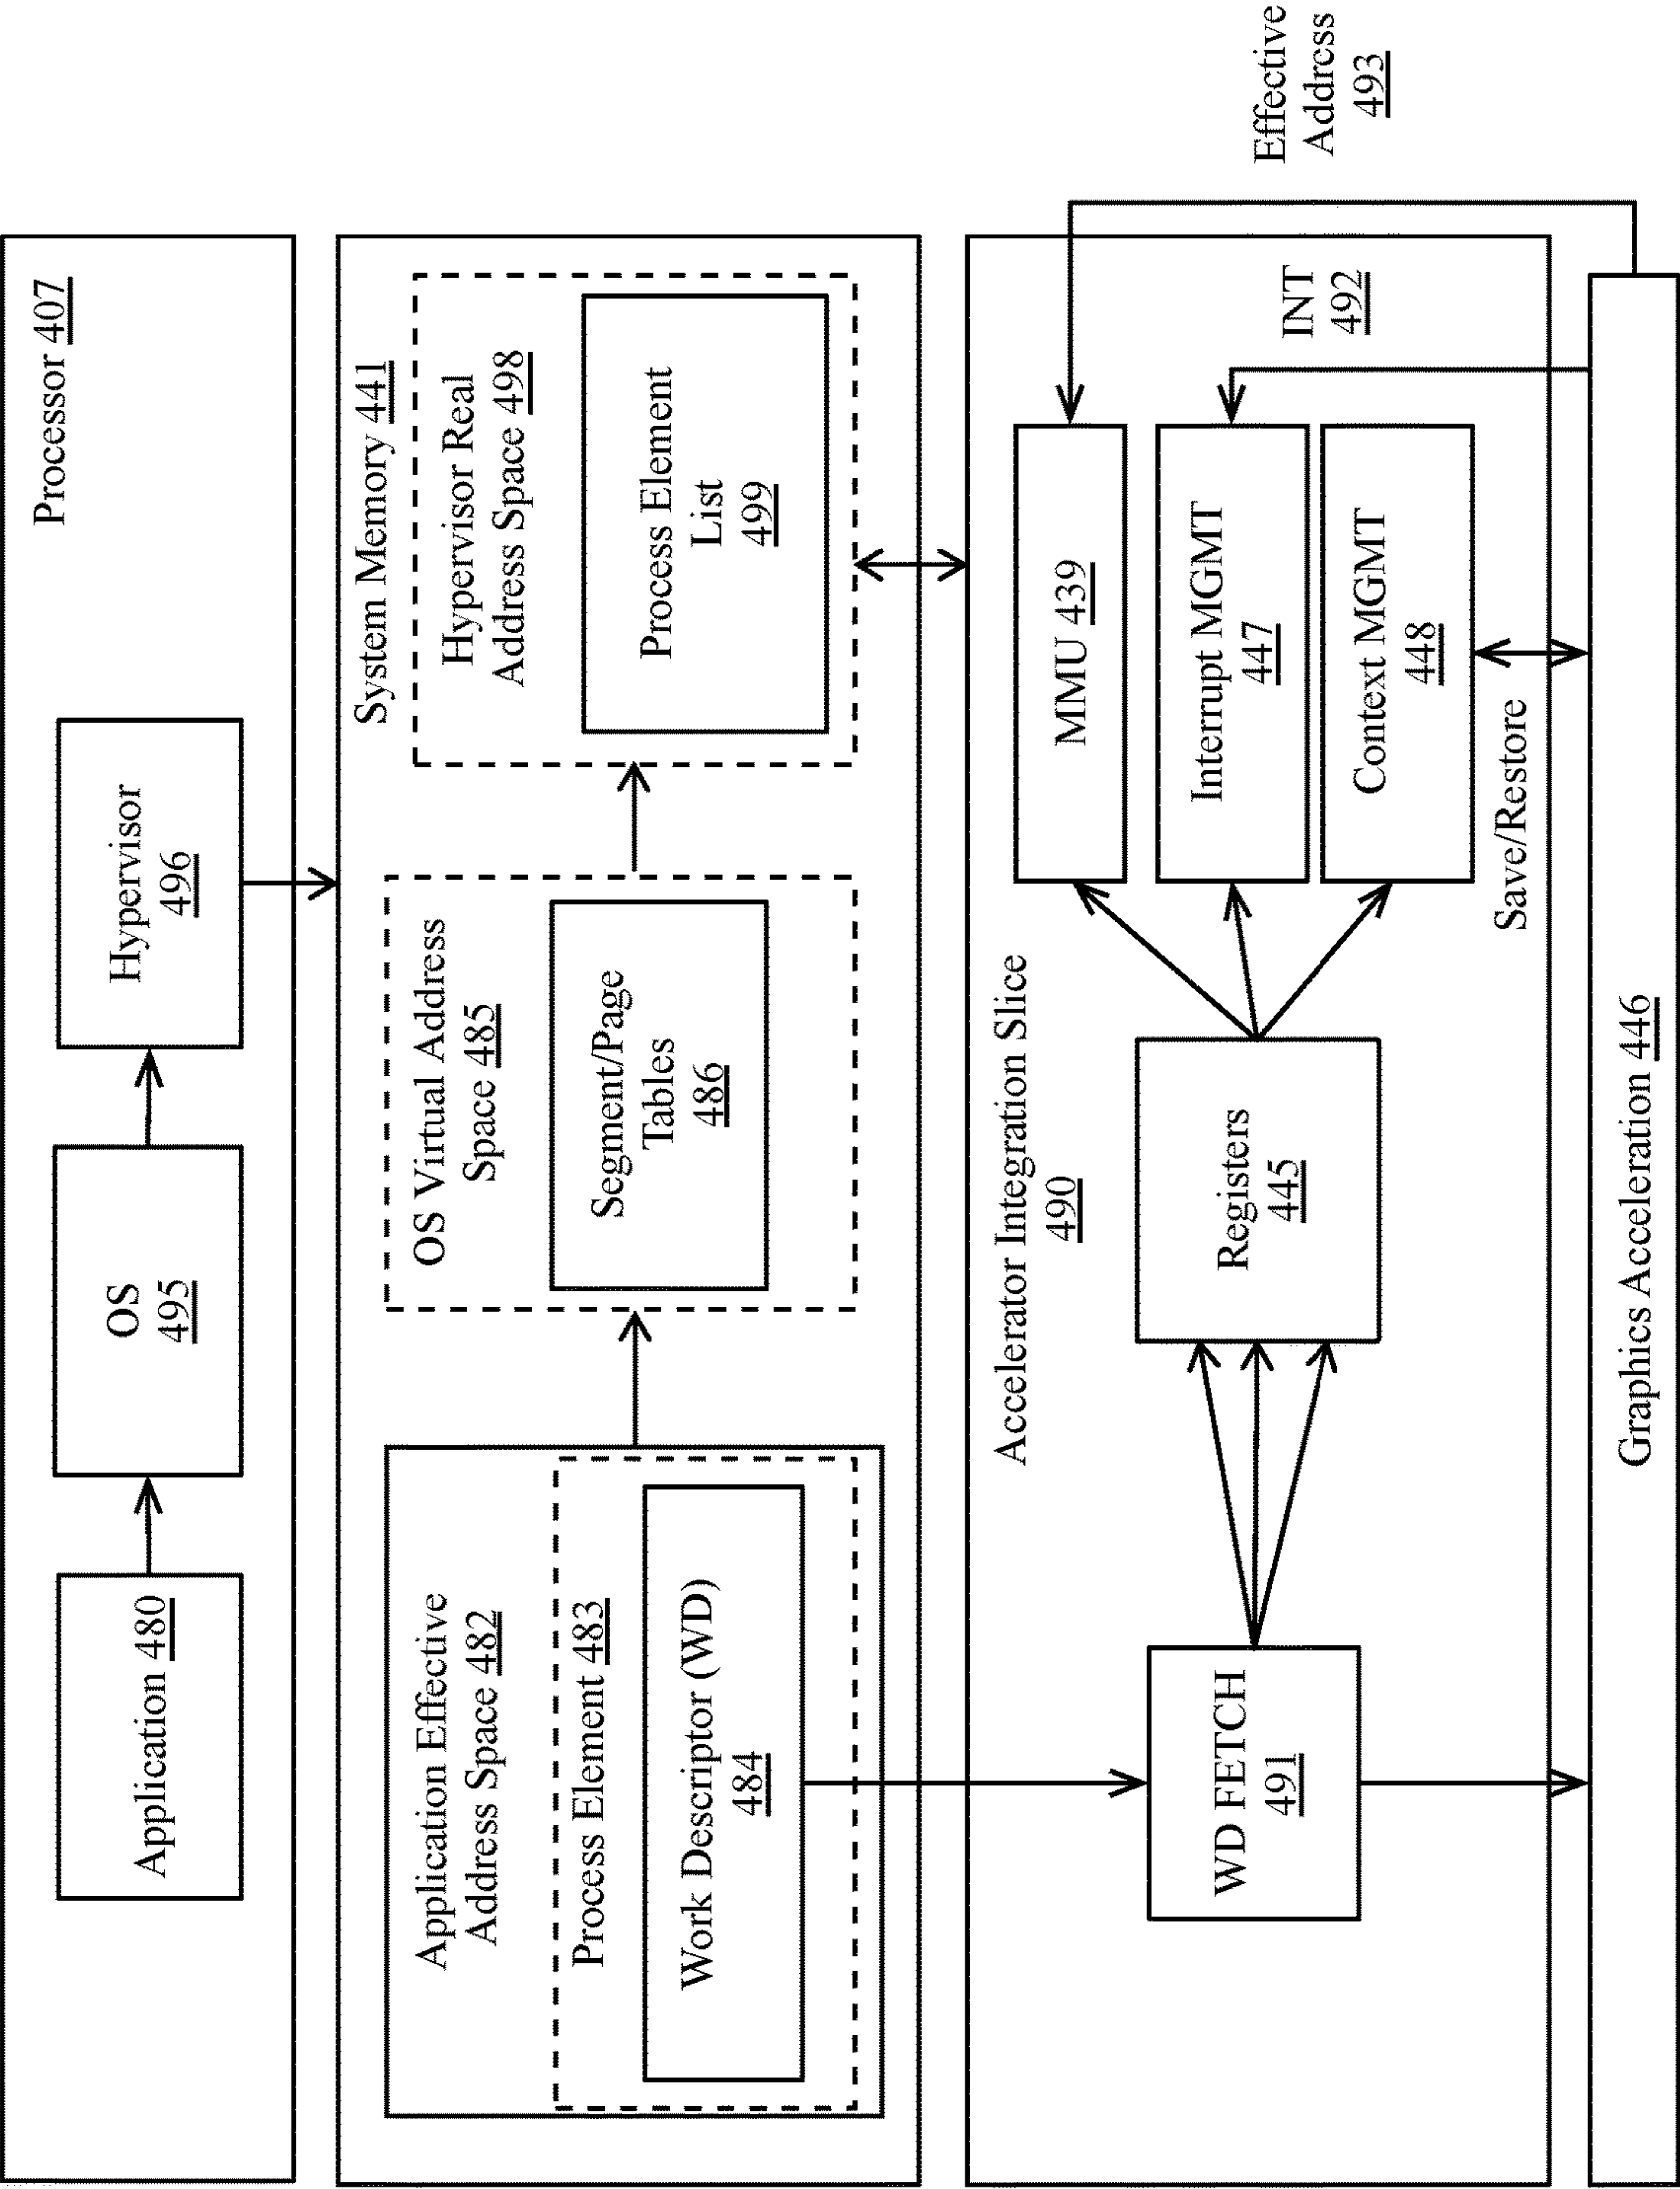 Processor 407
Application 480
OS
495
Hypervisor
496
System Memory 441
Application Effective
Address Space 482
Process Element 483
Work Descriptor (WD)
484
OS Virtual Address
Space 485
Segment/Page
Tables
486
Hypervisor Real
Address Space 498
Process Element
List
499
Accelerator Integration Slice
490
WD FETCH
491
Registers
445
MMU 439
Interrupt MGMT
447
Context MGMT
448
INT
492
Effective
Address
493
Save/Restore
Graphics Acceleration 446